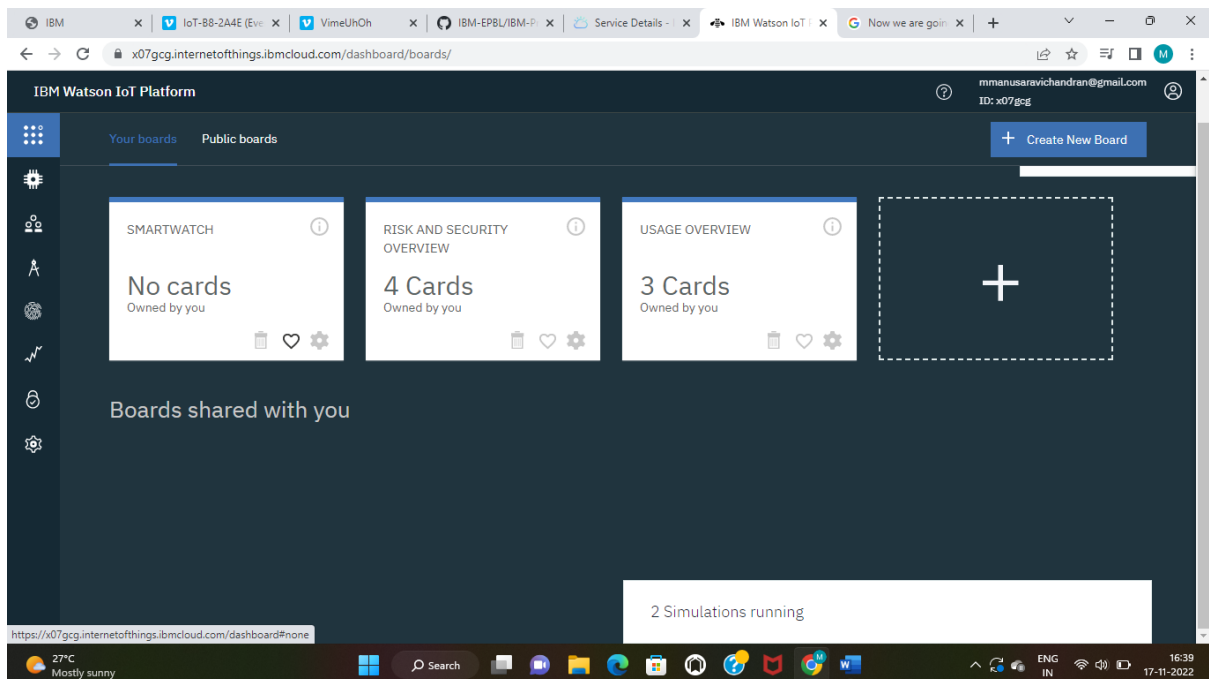 IBM
IoT-B8-2A4E (Eve
VimeUhOh
IBM-EPBL/IBM-P
Service Details -
IBM Watson IoT
Now we are goin
x07gcg.internetofthings.ibmcloud.com/dashboard/boards/
M
IBM Watson IoT Platform
mmanusaravichandran@gmail.com
ID: x07gcg
Your boards
Public boards
+ Create New Board
SMARTWATCH
No cards
Owned by you
RISK AND SECURITY
OVERVIEW
4 Cards
Owned by you
USAGE OVERVIEW
3 Cards
Owned by you
Boards shared with you
2 Simulations running
https://x07gcg.internetofthings.ibmcloud.com/dashboard#none
27°C
Mostly sunny
Search
ENG
IN
16:39
17-11-2022